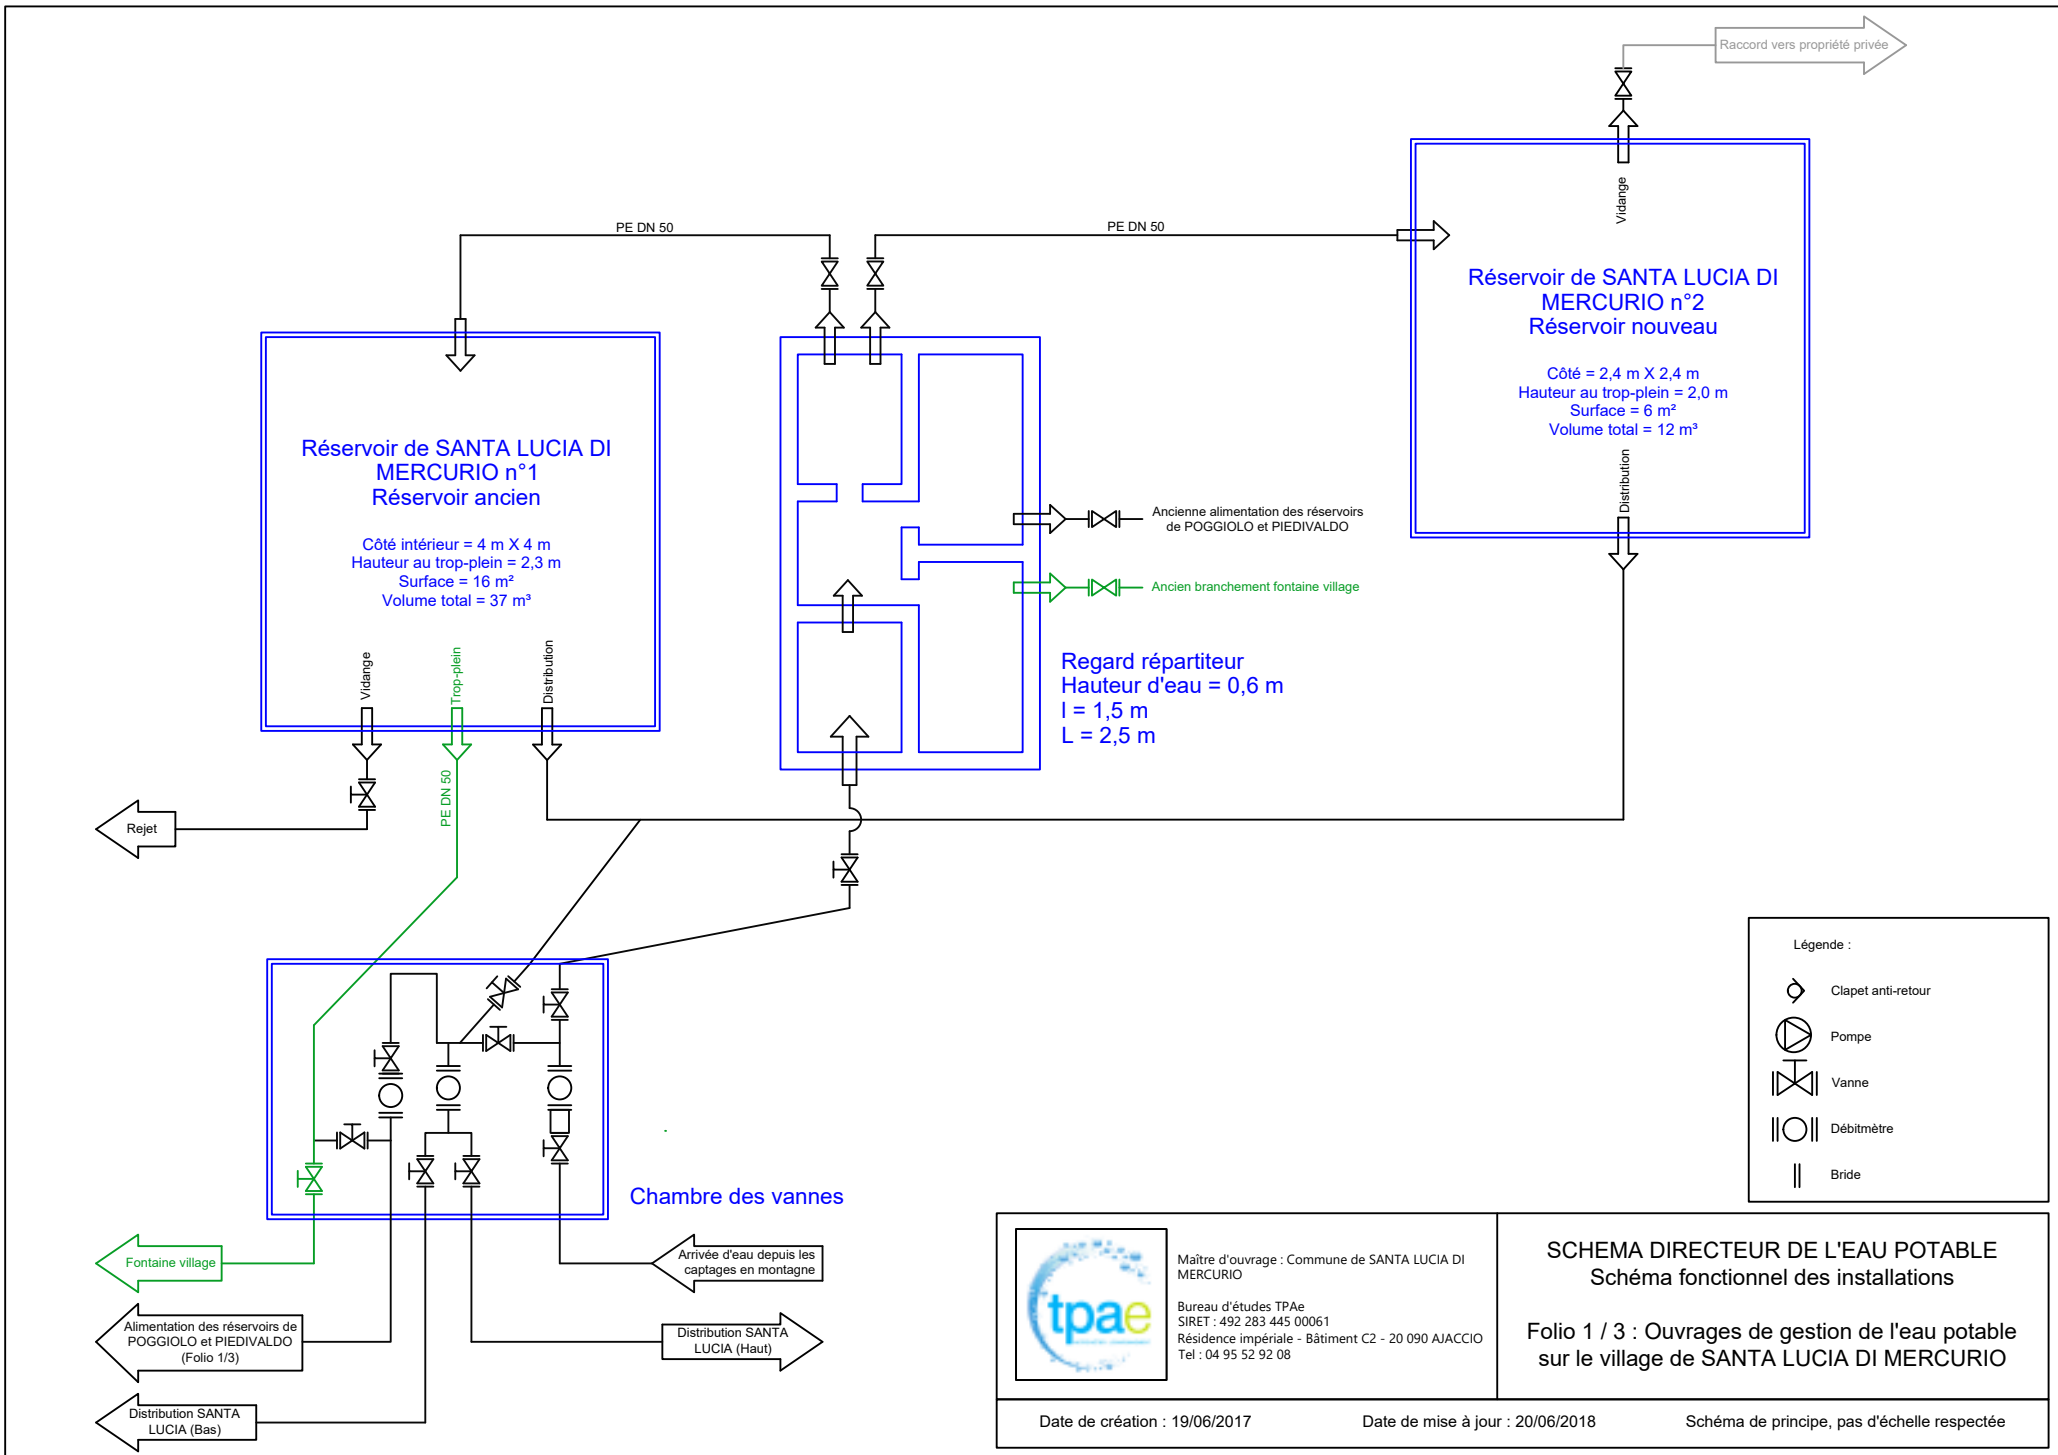 Raccord vers propriété privée
Vidange
PE DN 50
PE DN 50
Réservoir de SANTA LUCIA DI
MERCURIO n°2
Réservoir nouveau
Côté = 2,4 m X 2,4 m
Hauteur au trop-plein = 2,0 m
Surface = 6 m²
Volume total = 12 m³
Distribution
Réservoir de SANTA LUCIA DI
MERCURIO n°1
Réservoir ancien
Côté intérieur = 4 m X 4 m
Hauteur au trop-plein = 2,3 m
Surface = 16 m²
Volume total = 37 m³
Vidange
Trop-plein
Distribution
Ancienne alimentation des réservoirs
de POGGIOLO et PIEDIVALDO
Ancien branchement fontaine village
Regard répartiteur
Hauteur d'eau = 0,6 m
l = 1,5 m
L = 2,5 m
PE DN 50
Rejet
Chambre des vannes
Fontaine village
Arrivée d'eau depuis les
captages en montagne
Alimentation des réservoirs de
POGGIOLO et PIEDIVALDO
(Folio 1/3)
Distribution SANTA
LUCIA (Haut)
Distribution SANTA
LUCIA (Bas)
Légende :
Clapet anti-retour
Pompe
Vanne
Débitmètre
Bride
tpae
Maître d'ouvrage : Commune de SANTA LUCIA DI
MERCURIO
Bureau d'études TPAe
SIRET : 492 283 445 00061
Résidence impériale - Bâtiment C2 - 20 090 AJACCIO
Tel : 04 95 52 92 08
SCHEMA DIRECTEUR DE L'EAU POTABLE
Schéma fonctionnel des installations
Folio 1 / 3 : Ouvrages de gestion de l'eau potable
sur le village de SANTA LUCIA DI MERCURIO
Date de création : 19/06/2017
Date de mise à jour : 20/06/2018
Schéma de principe, pas d'échelle respectée